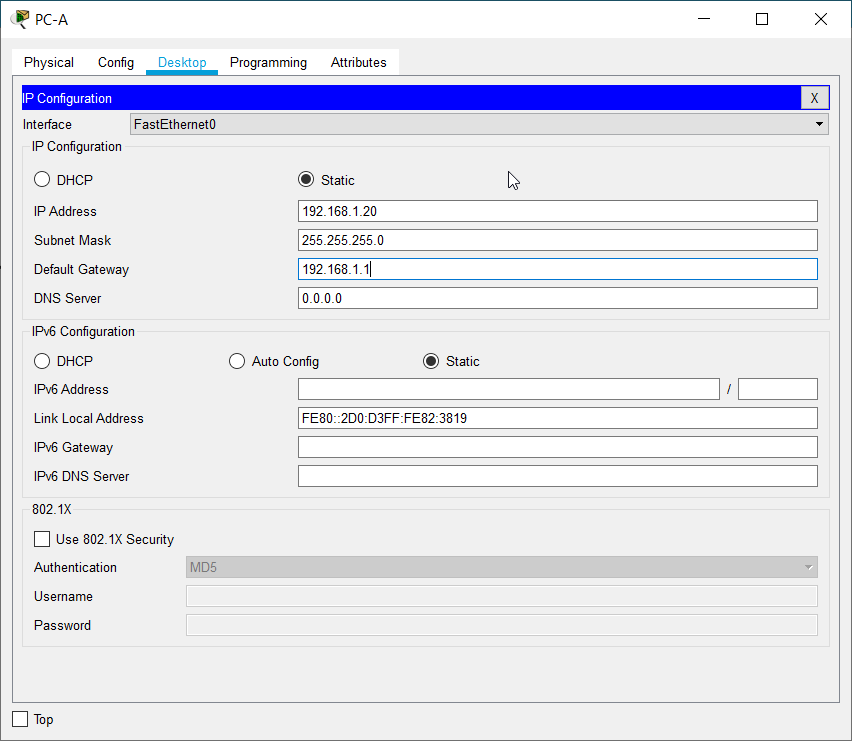 PC-A
Physical Config Desktop Programming Attributes
IP Configuration X
Interface FastEthernet0
IP Configuration
DHCP Static
IP Address 192.168.1.20
Subnet Mask 255.255.255.0
Default Gateway 192.168.1.1
DNS Server 0.0.0.0
IPv6 Configuration
DHCP Auto Config Static
IPv6 Address /
Link Local Address FE80::2D0:D3FF:FE82:3819
IPv6 Gateway
IPv6 DNS Server
802.1X
Use 802.1X Security
Authentication MD5
Username
Password
Top